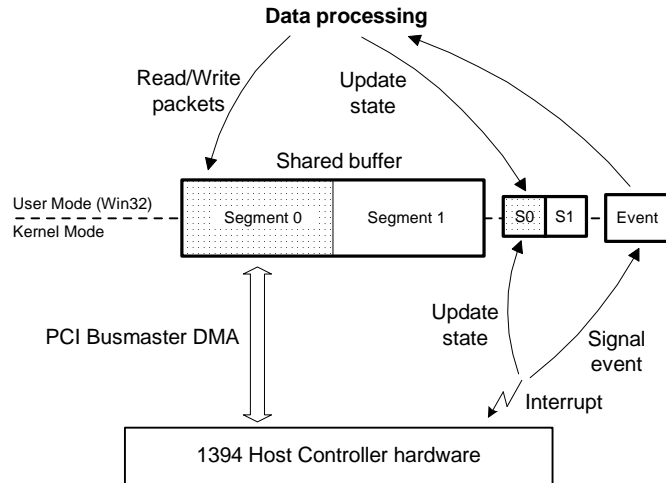 Data processing
Read/Write
packets
Update
state
Shared buffer
User Mode (Win32)
Kernel Mode
Segment 0
Segment 1
S0
S1
Event
PCI Busmaster DMA
Update
state
Signal
event
Interrupt
1394 Host Controller hardware